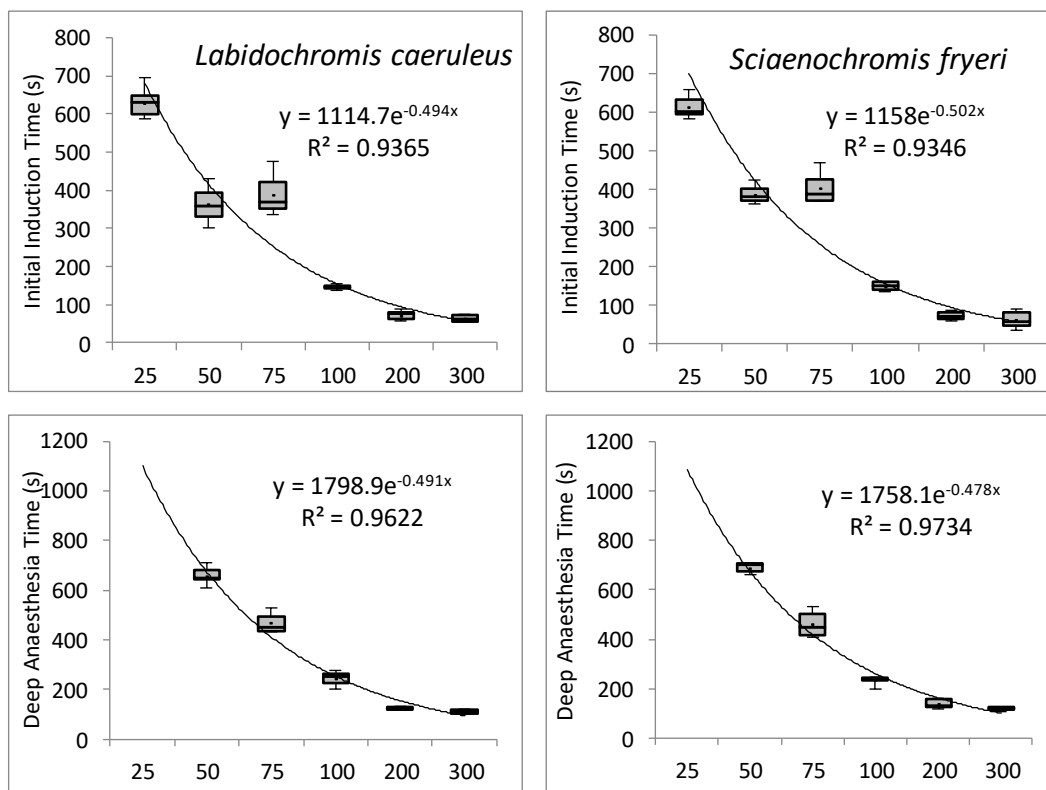 Labidochromis caeruleus
Initial Induction Time (s)
800
700
600
500
400
300
200
100
0
y = 1114.7e^-0.494x
R² = 0.9365
25 50 75 100 200 300
Sciaenochromis fryeri
Initial Induction Time (s)
800
700
600
500
400
300
200
100
0
y = 1158e^-0.502x
R² = 0.9346
25 50 75 100 200 300
Deep Anaesthesia Time (s)
1200
1000
800
600
400
200
0
y = 1798.9e^-0.491x
R² = 0.9622
25 50 75 100 200 300
Deep Anaesthesia Time (s)
1200
1000
800
600
400
200
0
y = 1758.1e^-0.478x
R² = 0.9734
25 50 75 100 200 300